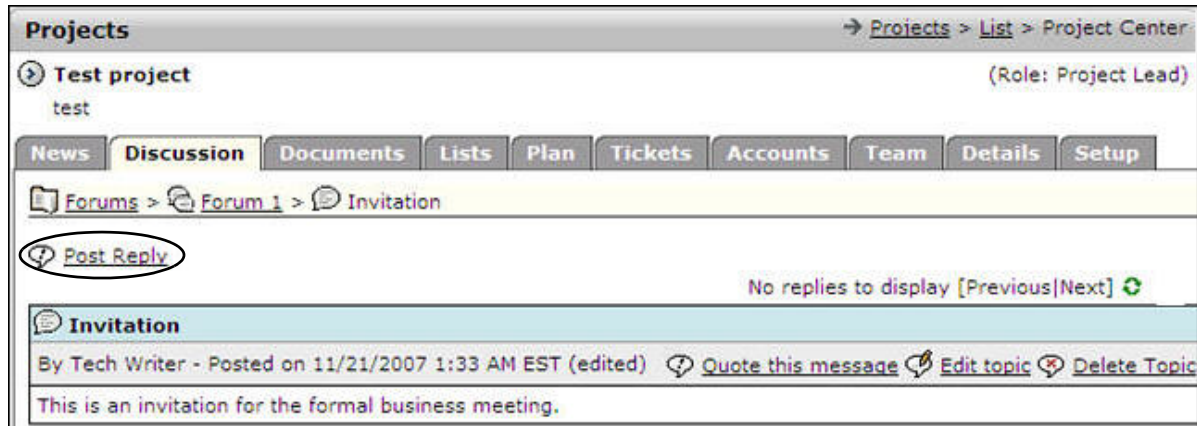 Projects → Projects > List > Project Center
Test project (Role: Project Lead)
test
News Discussion Documents Lists Plan Tickets Accounts Team Details Setup
Forums > Forum 1 > Invitation
Post Reply
No replies to display [Previous|Next]
Invitation
By Tech Writer - Posted on 11/21/2007 1:33 AM EST (edited) Quote this message Edit topic Delete Topic
This is an invitation for the formal business meeting.